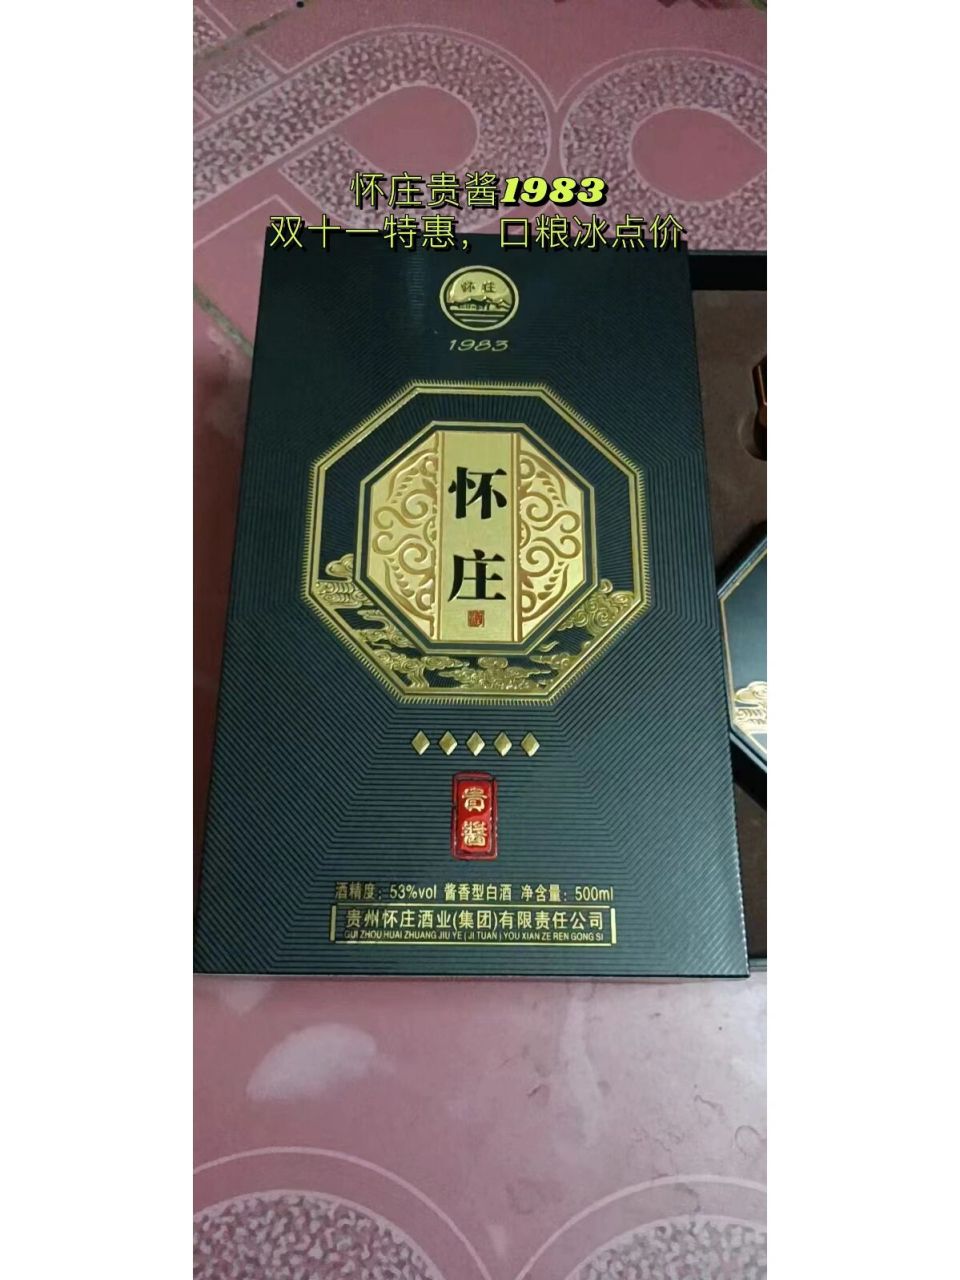 怀庄贵酱1983
双十一特惠，口粮冰点价
怀庄
1983
怀
庄
貴
醬
酒精度：53%vol 酱香型白酒 净含量：500ml
贵州怀庄酒业(集团)有限责任公司
GUI ZHOU HUAI ZHUANG JIU YE ( JI TUAN ) YOU XIAN ZE REN GONG SI